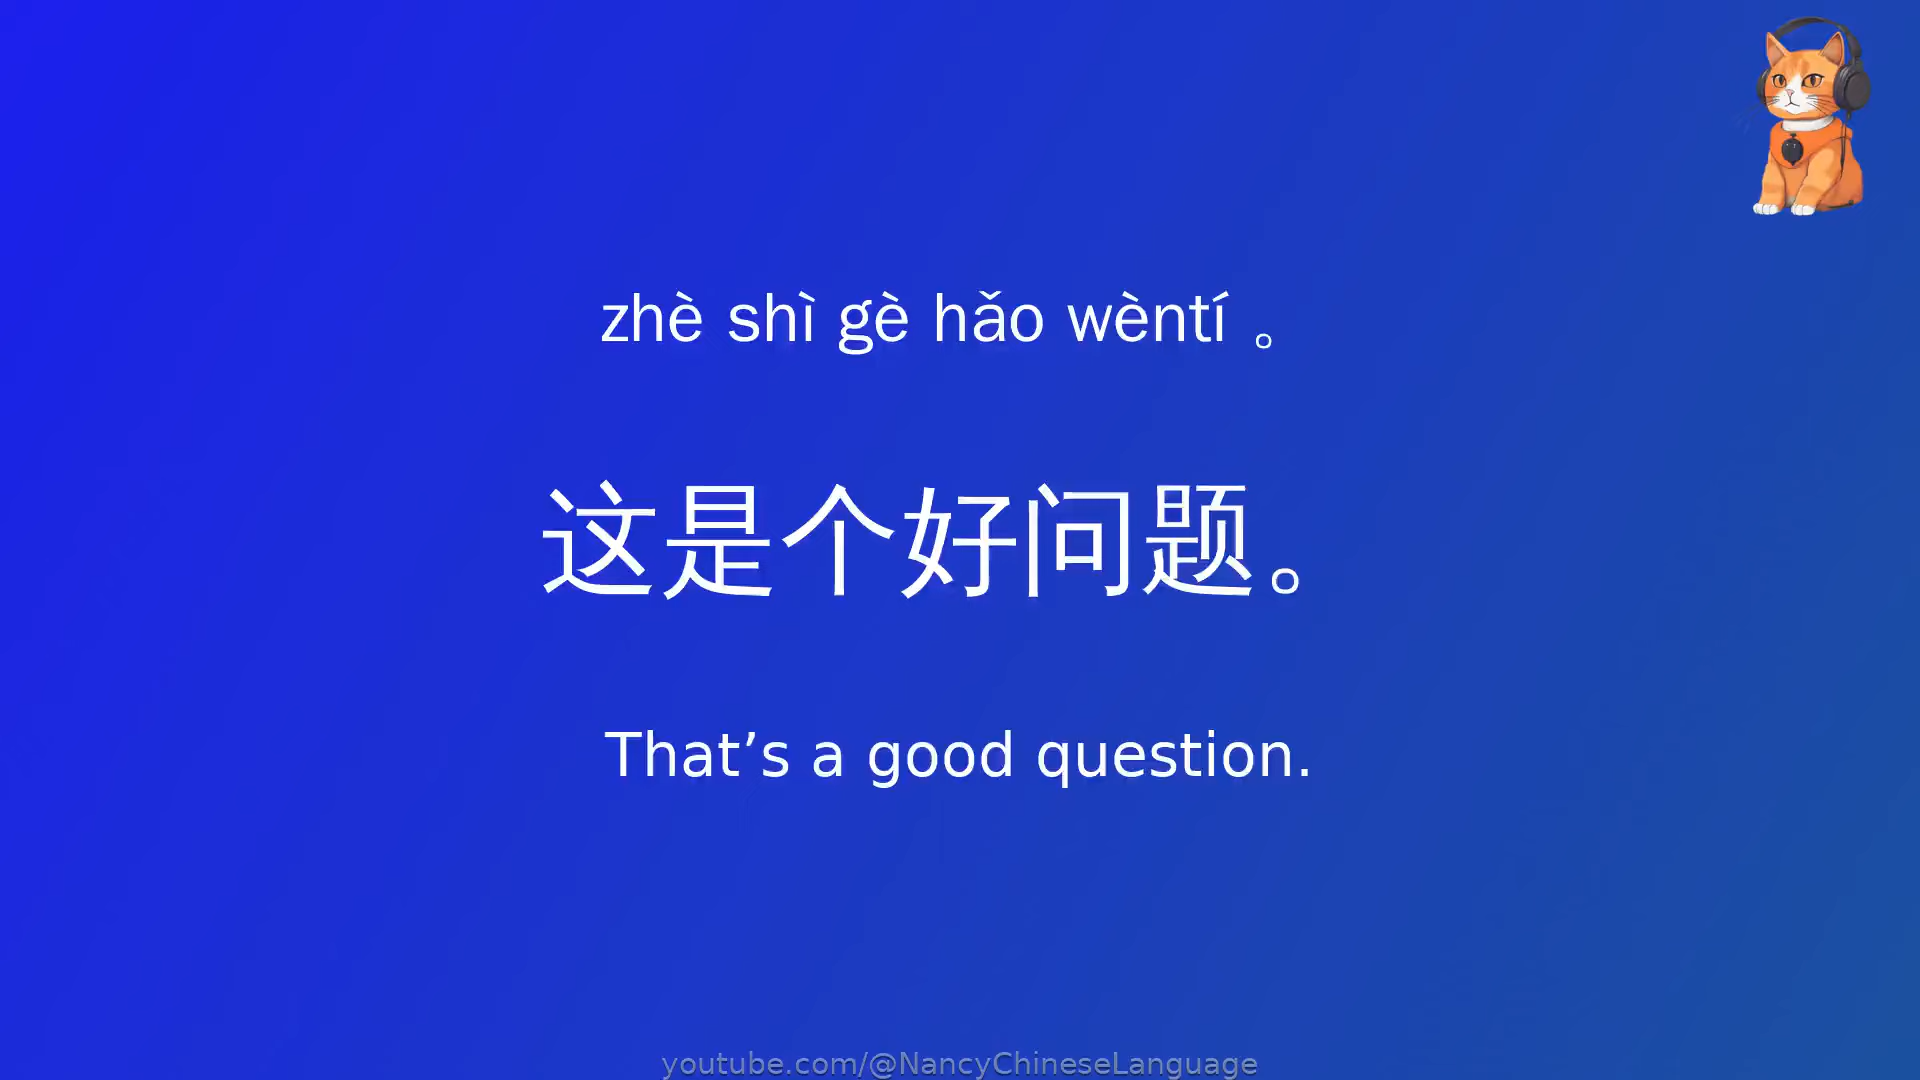 zhè shì gè hǎo wèntí 。
这是个好问题。
That’s a good question.
youtube.com/@NancyChineseLanguage